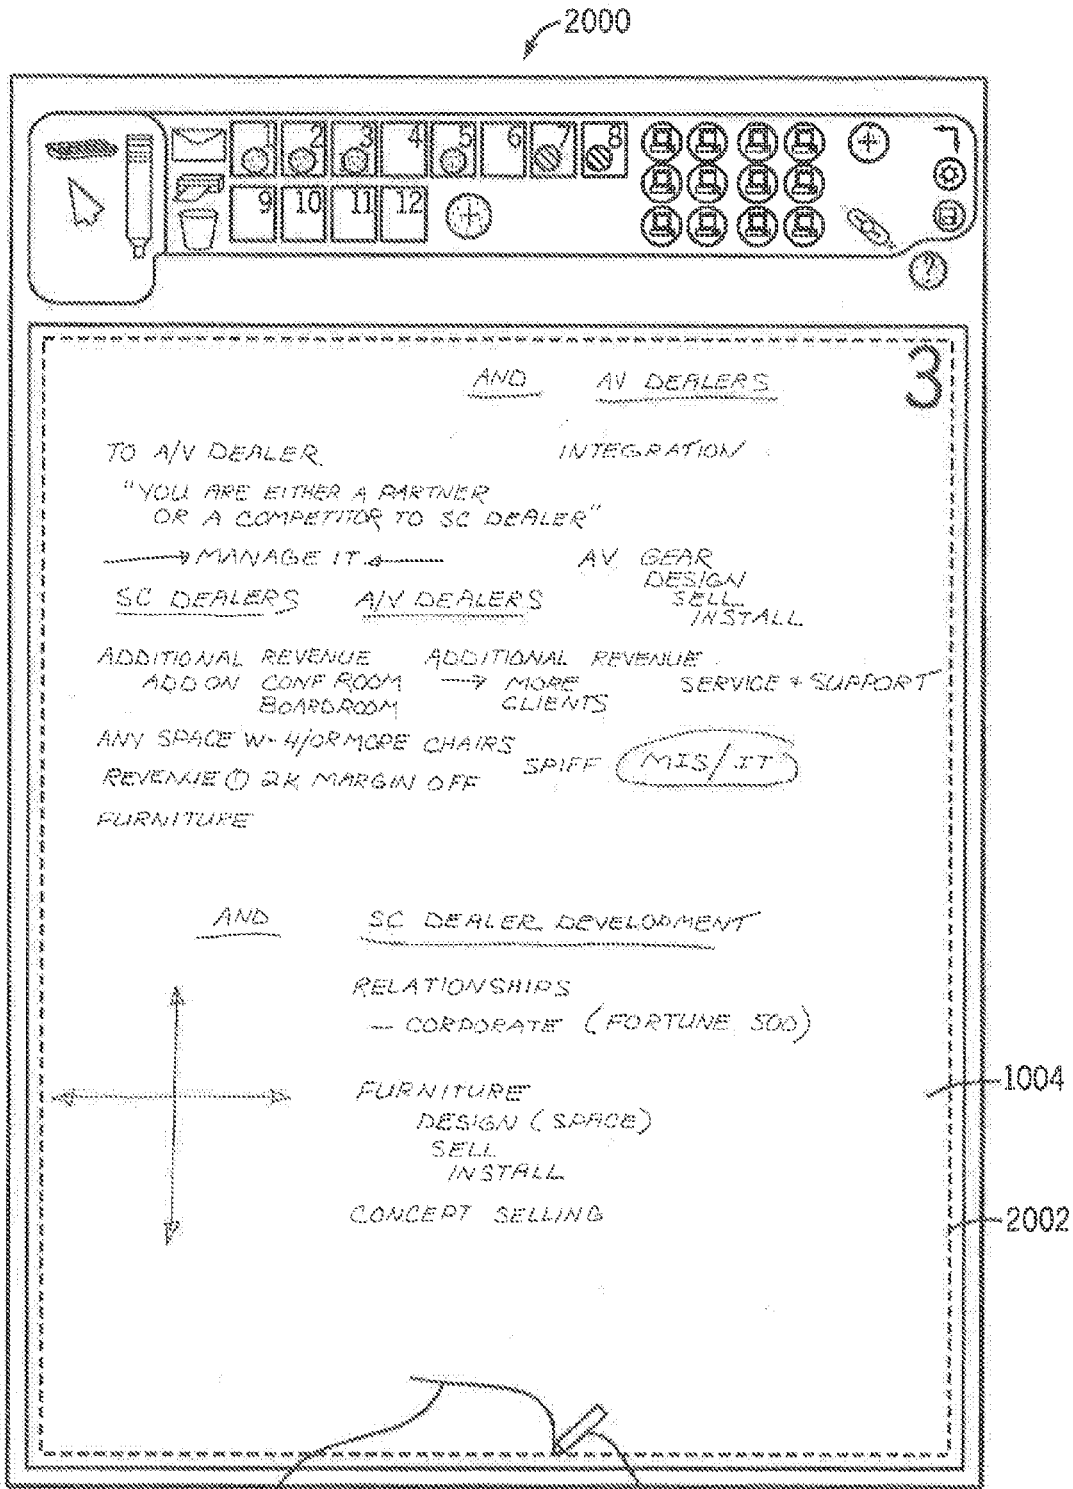 2000
1 2 3 4 5 6 7 8
9 10 11 12
?
3
AND AV DEALERS
TO A/V DEALER INTEGRATION
"YOU ARE EITHER A PARTNER
OR A COMPETITOR TO SC DEALER"
MANAGE IT
AV GEAR
DESIGN
SELL
INSTALL
SC DEALERS A/V DEALERS
ADDITIONAL REVENUE
ADD ON CONF ROOM
BOARDROOM
ADDITIONAL REVENUE
→ MORE
CLIENTS
SERVICE + SUPPORT
ANY SPACE W- 4/OR MORE CHAIRS
SPIFF MIS/IT
REVENUE 2K MARGIN OFF
FURNITURE
AND SC DEALER DEVELOPMENT
RELATIONSHIPS
— CORPORATE (FORTUNE 500)
1004
FURNITURE
DESIGN (SPACE)
SELL
INSTALL
CONCEPT SELLING
2002